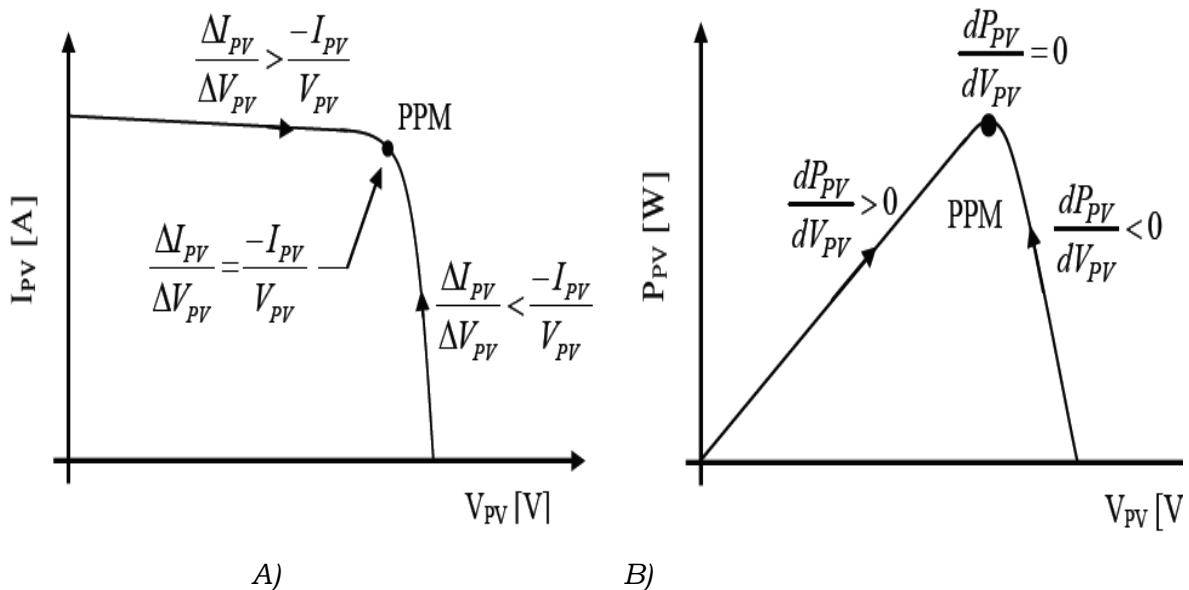 ΔI_PV/ΔV_PV > -I_PV/V_PV
PPM
I_PV [A]
ΔI_PV/ΔV_PV = -I_PV/V_PV
ΔI_PV/ΔV_PV < -I_PV/V_PV
V_PV [V]
A)
dP_PV/dV_PV = 0
P_PV [W]
dP_PV/dV_PV > 0
PPM
dP_PV/dV_PV < 0
V_PV [V
B)